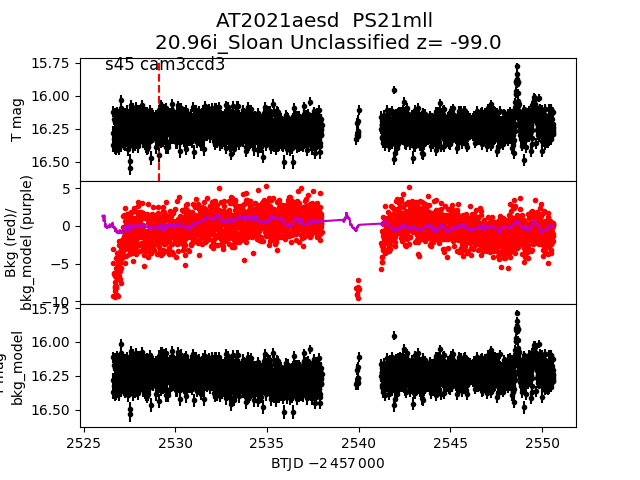 AT2021aesd  PS21mll
20.96i_Sloan Unclassified z= -99.0
s45 cam3ccd3
15.75
16.00
16.25
16.50
T mag
5
0
−5
−10
Bkg (red)/
bkg_model (purple)
15.75
16.00
16.25
16.50
mag
bkg_model
2525
2530
2535
2540
2545
2550
BTJD −2 457 000